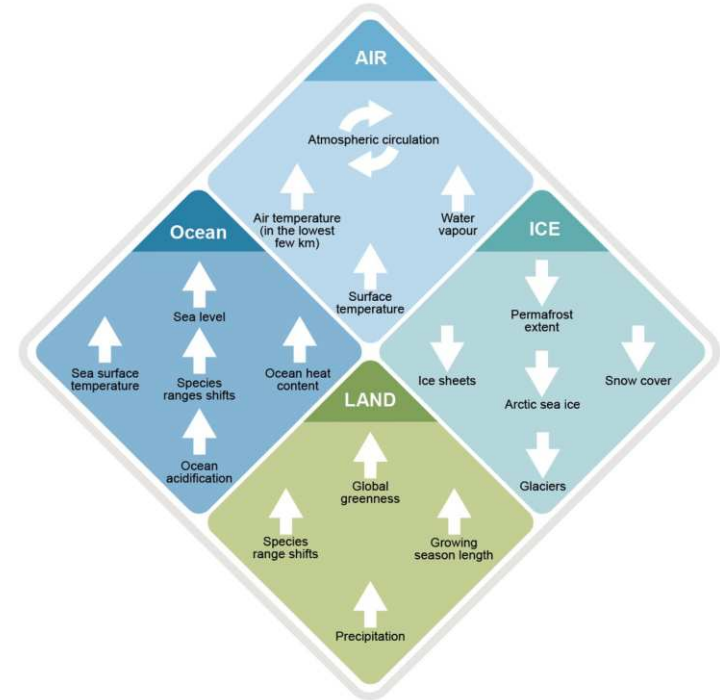 AIR
Atmospheric circulation
Air temperature
(in the lowest
few km)
Water
vapour
Surface
temperature
Ocean
Sea level
Sea surface
temperature
Species
ranges shifts
Ocean heat
content
Ocean
acidification
ICE
Permafrost
extent
Ice sheets
Snow cover
Arctic sea ice
Glaciers
LAND
Global
greenness
Species
range shifts
Growing
season length
Precipitation